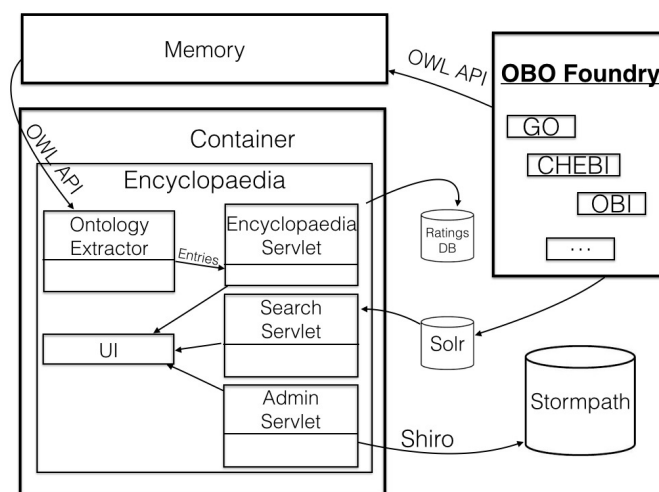 Memory
OWL API
OBO Foundry
GO
CHEBI
OBI
...
OWL API
Container
Encyclopaedia
Ontology
Extractor
Entries
Encyclopaedia
Servlet
Ratings
DB
Search
Servlet
Solr
UI
Admin
Servlet
Shiro
Stormpath